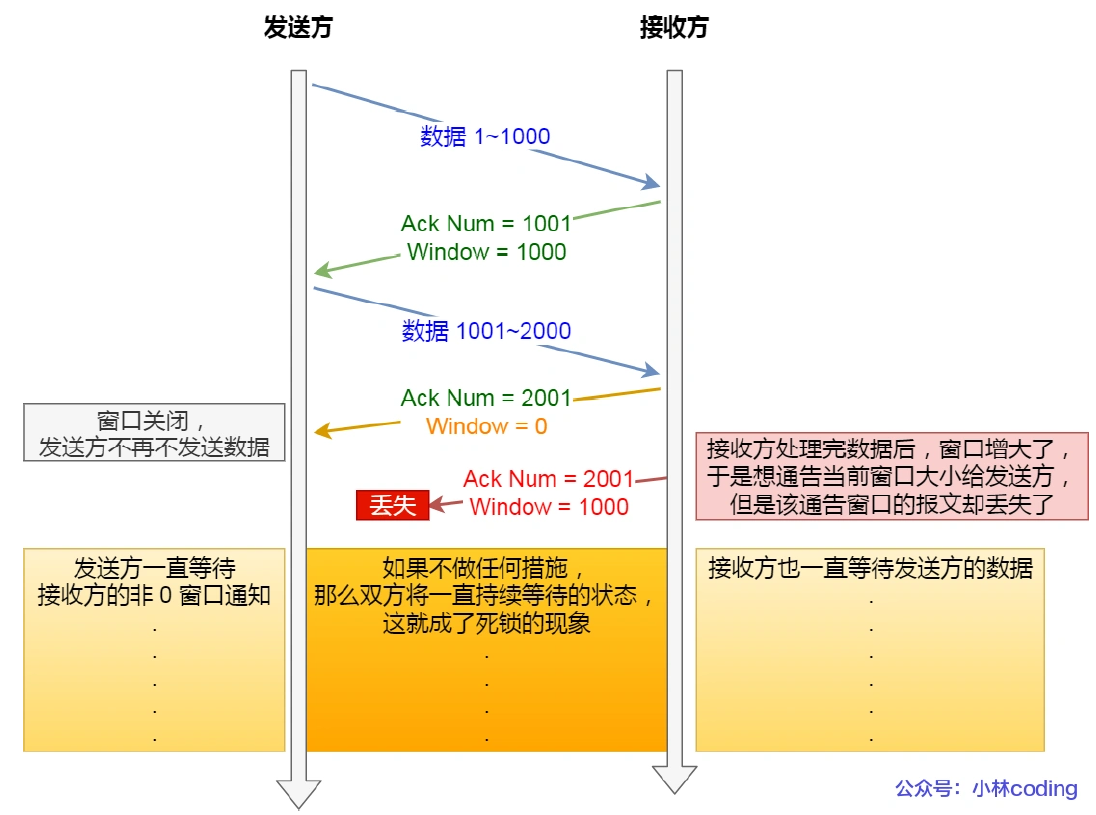 发送方
接收方
数据 1~1000
Ack Num = 1001
Window = 1000
数据 1001~2000
Ack Num = 2001
Window = 0
窗口关闭，
发送方不再不发送数据
接收方处理完数据后，窗口增大了，
于是想通告当前窗口大小给发送方，
但是该通告窗口的报文却丢失了
Ack Num = 2001
Window = 1000
丢失
发送方一直等待
接收方的非 0 窗口通知
.
.
.
.
.
如果不做任何措施，
那么双方将一直持续等待的状态，
这就成了死锁的现象
.
.
.
.
接收方也一直等待发送方的数据
.
.
.
.
.
.
公众号：小林coding